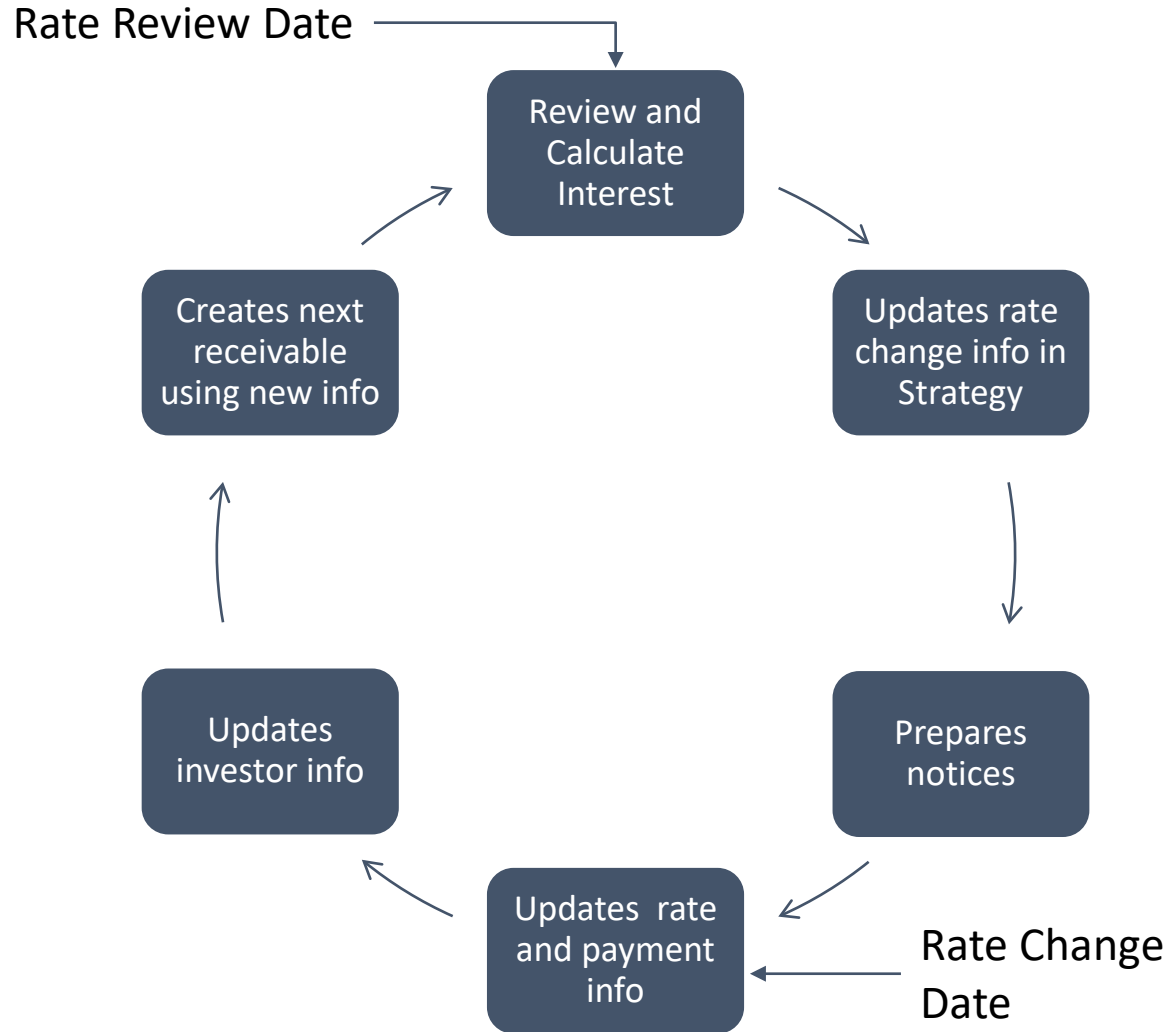 Rate Review Date
Review and
Calculate
Interest
Updates rate
change info in
Strategy
Prepares
notices
Rate Change
Date
Updates  rate
and payment
info
Updates
investor info
Creates next
receivable
using new info